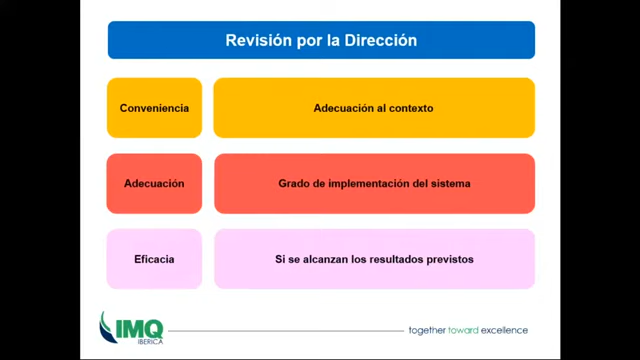 Revisión por la Dirección
Conveniencia
Adecuación al contexto
Adecuación
Grado de implementación del sistema
Eficacia
Si se alcanzan los resultados previstos
IMQ
IBERICA
together toward excellence